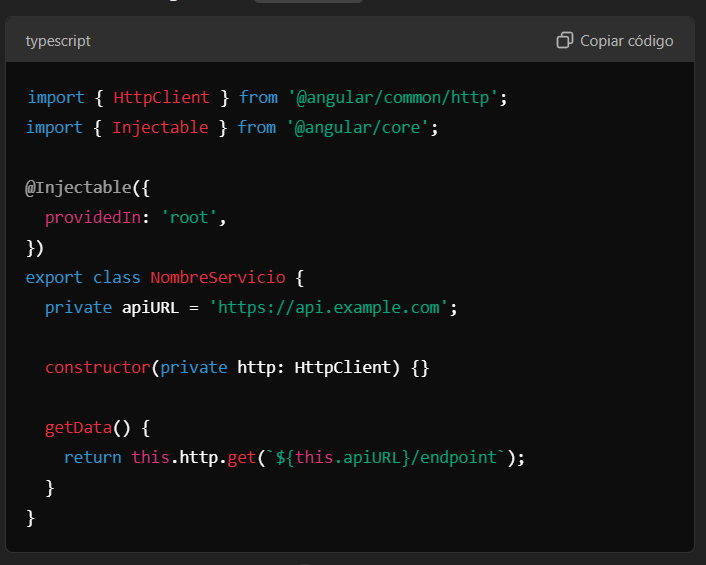 typescript
Copiar código
import { HttpClient } from '@angular/common/http';
import { Injectable } from '@angular/core';
@Injectable({
  providedIn: 'root',
})
export class NombreServicio {
  private apiURL = 'https://api.example.com';
  constructor(private http: HttpClient) {}
  getData() {
    return this.http.get(`${this.apiURL}/endpoint`);
  }
}